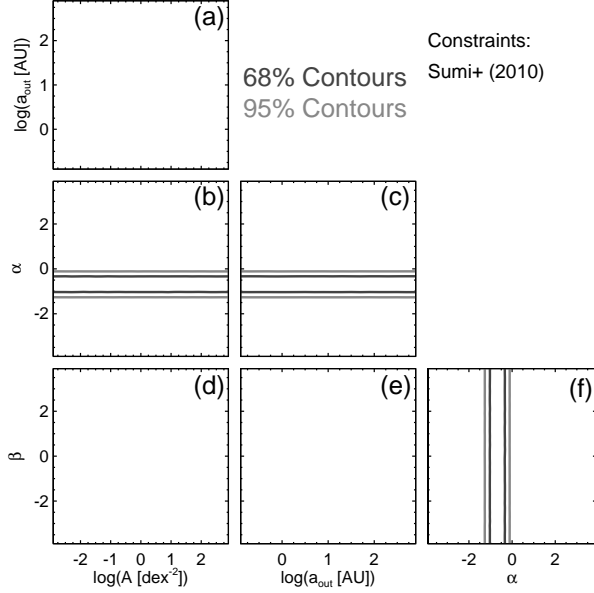 (a)
2
1
0
log(a_out [AU])
68% Contours
95% Contours
Constraints:
Sumi+ (2010)
(b)
(c)
2
0
-2
α
(d)
(e)
(f)
2
0
-2
β
-2 -1 0 1 2
log(A [dex^-2])
0 1 2
log(a_out [AU])
-2 0 2
α